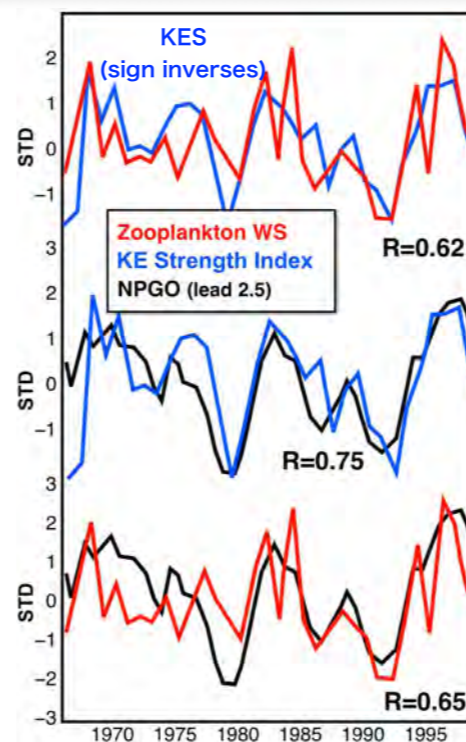 KES
(sign inverses)
2
1
0
−1
STD
R=0.62
Zooplankton WS
KE Strength Index
NPGO (lead 2.5)
3
2
1
0
−1
STD
R=0.75
3
2
1
0
−1
−2
−3
STD
R=0.65
1970 1975 1980 1985 1990 1995